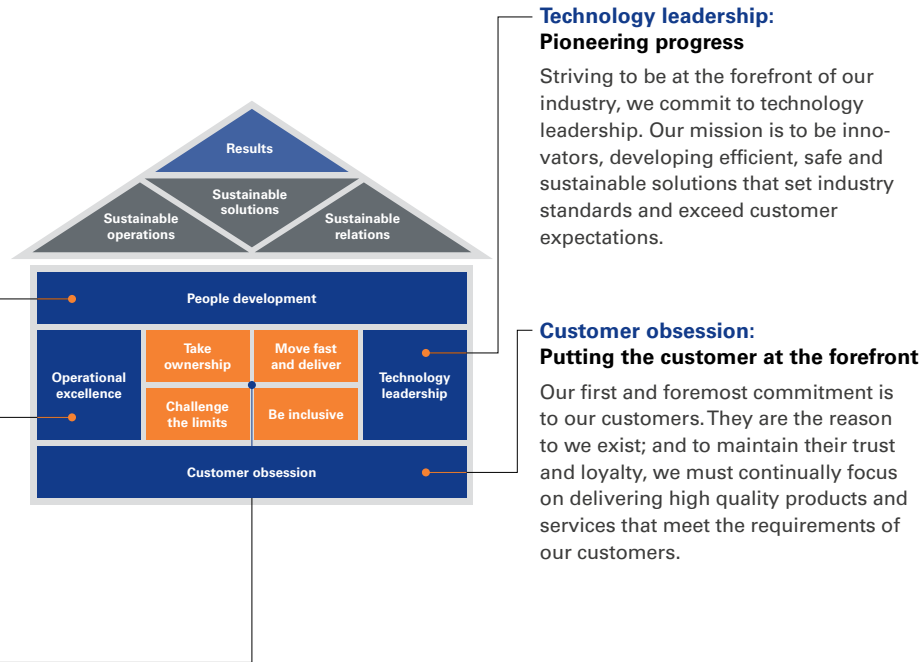 Results
Sustainable
solutions
Sustainable
operations
Sustainable
relations
People development
Operational
excellence
Take
ownership
Move fast
and deliver
Challenge
the limits
Be inclusive
Technology
leadership
Customer obsession
Technology leadership:
Pioneering progress
Striving to be at the forefront of our
industry, we commit to technology
leadership. Our mission is to be inno-
vators, developing efficient, safe and
sustainable solutions that set industry
standards and exceed customer
expectations.
Customer obsession:
Putting the customer at the forefront
Our first and foremost commitment is
to our customers. They are the reason
to we exist; and to maintain their trust
and loyalty, we must continually focus
on delivering high quality products and
services that meet the requirements of
our customers.